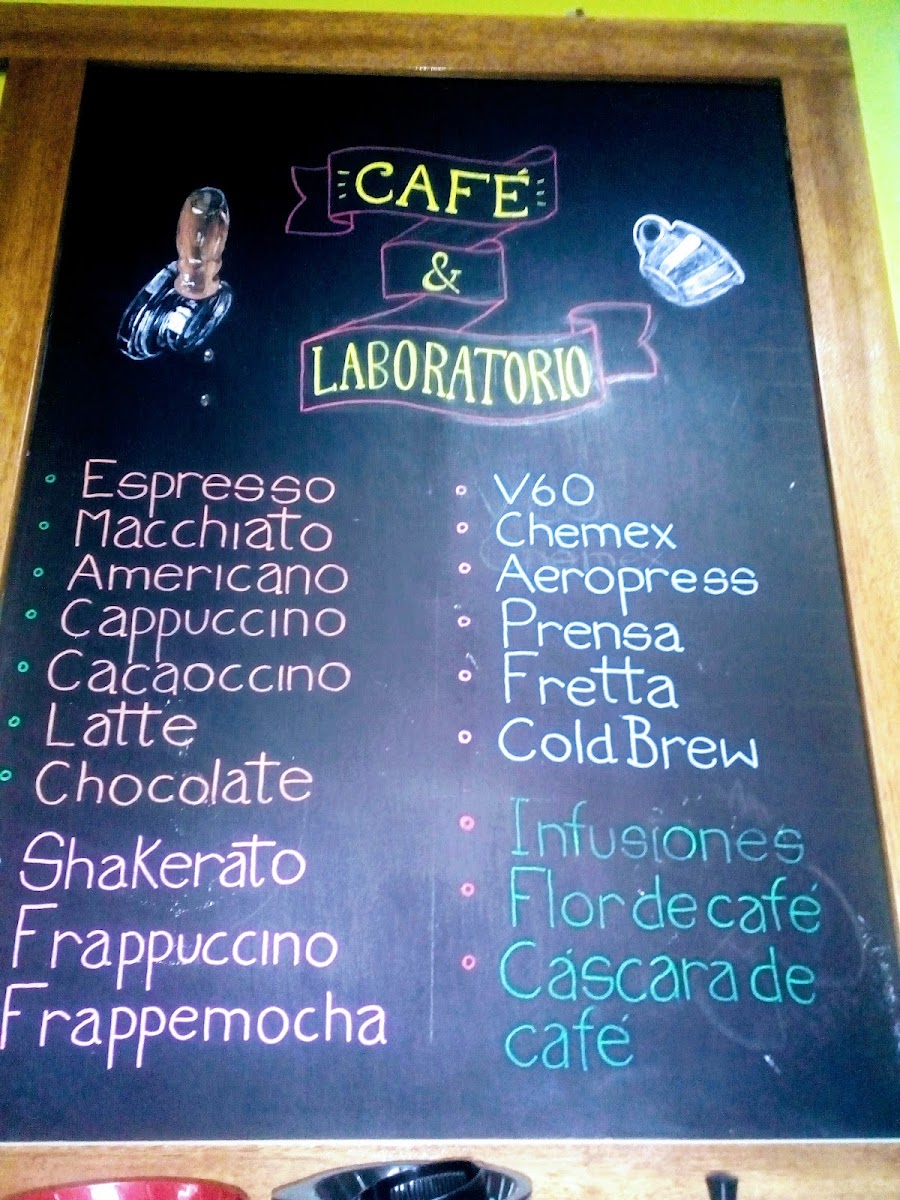 CAFÉ
&
LABORATORIO
Espresso
Macchiato
Americano
Cappuccino
Cacaoccino
Latte
Chocolate
Shakerato
Frappuccino
Frappemocha
V60
Chemex
Aeropress
Prensa
Fretta
Cold Brew
Infusiones
Flor de café
Cáscara de
café